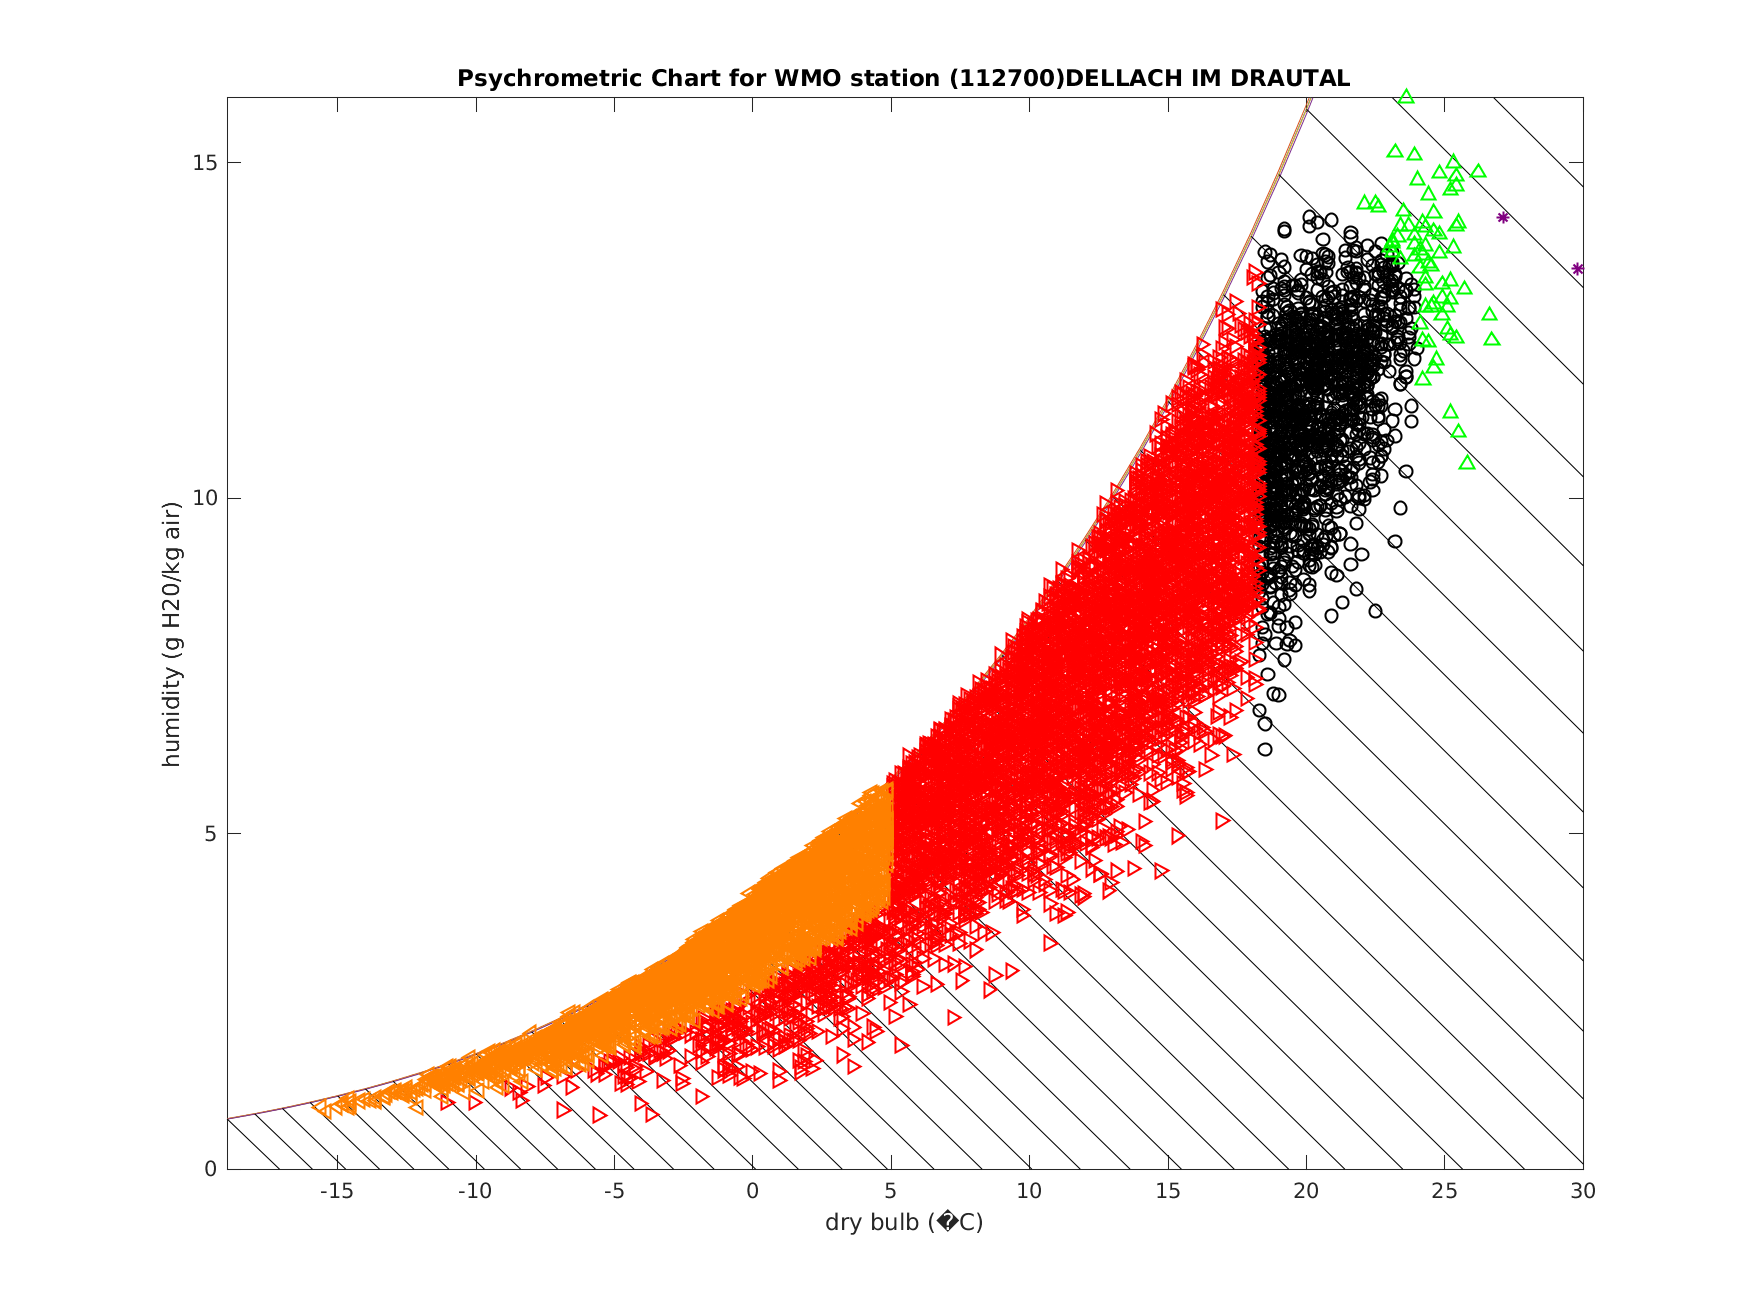 Psychrometric Chart for WMO station (112700)DELLACH IM DRAUTAL
15
10
5
0
humidity (g H20/kg air)
-15 -10 -5 0 5 10 15 20 25 30
dry bulb (�C)